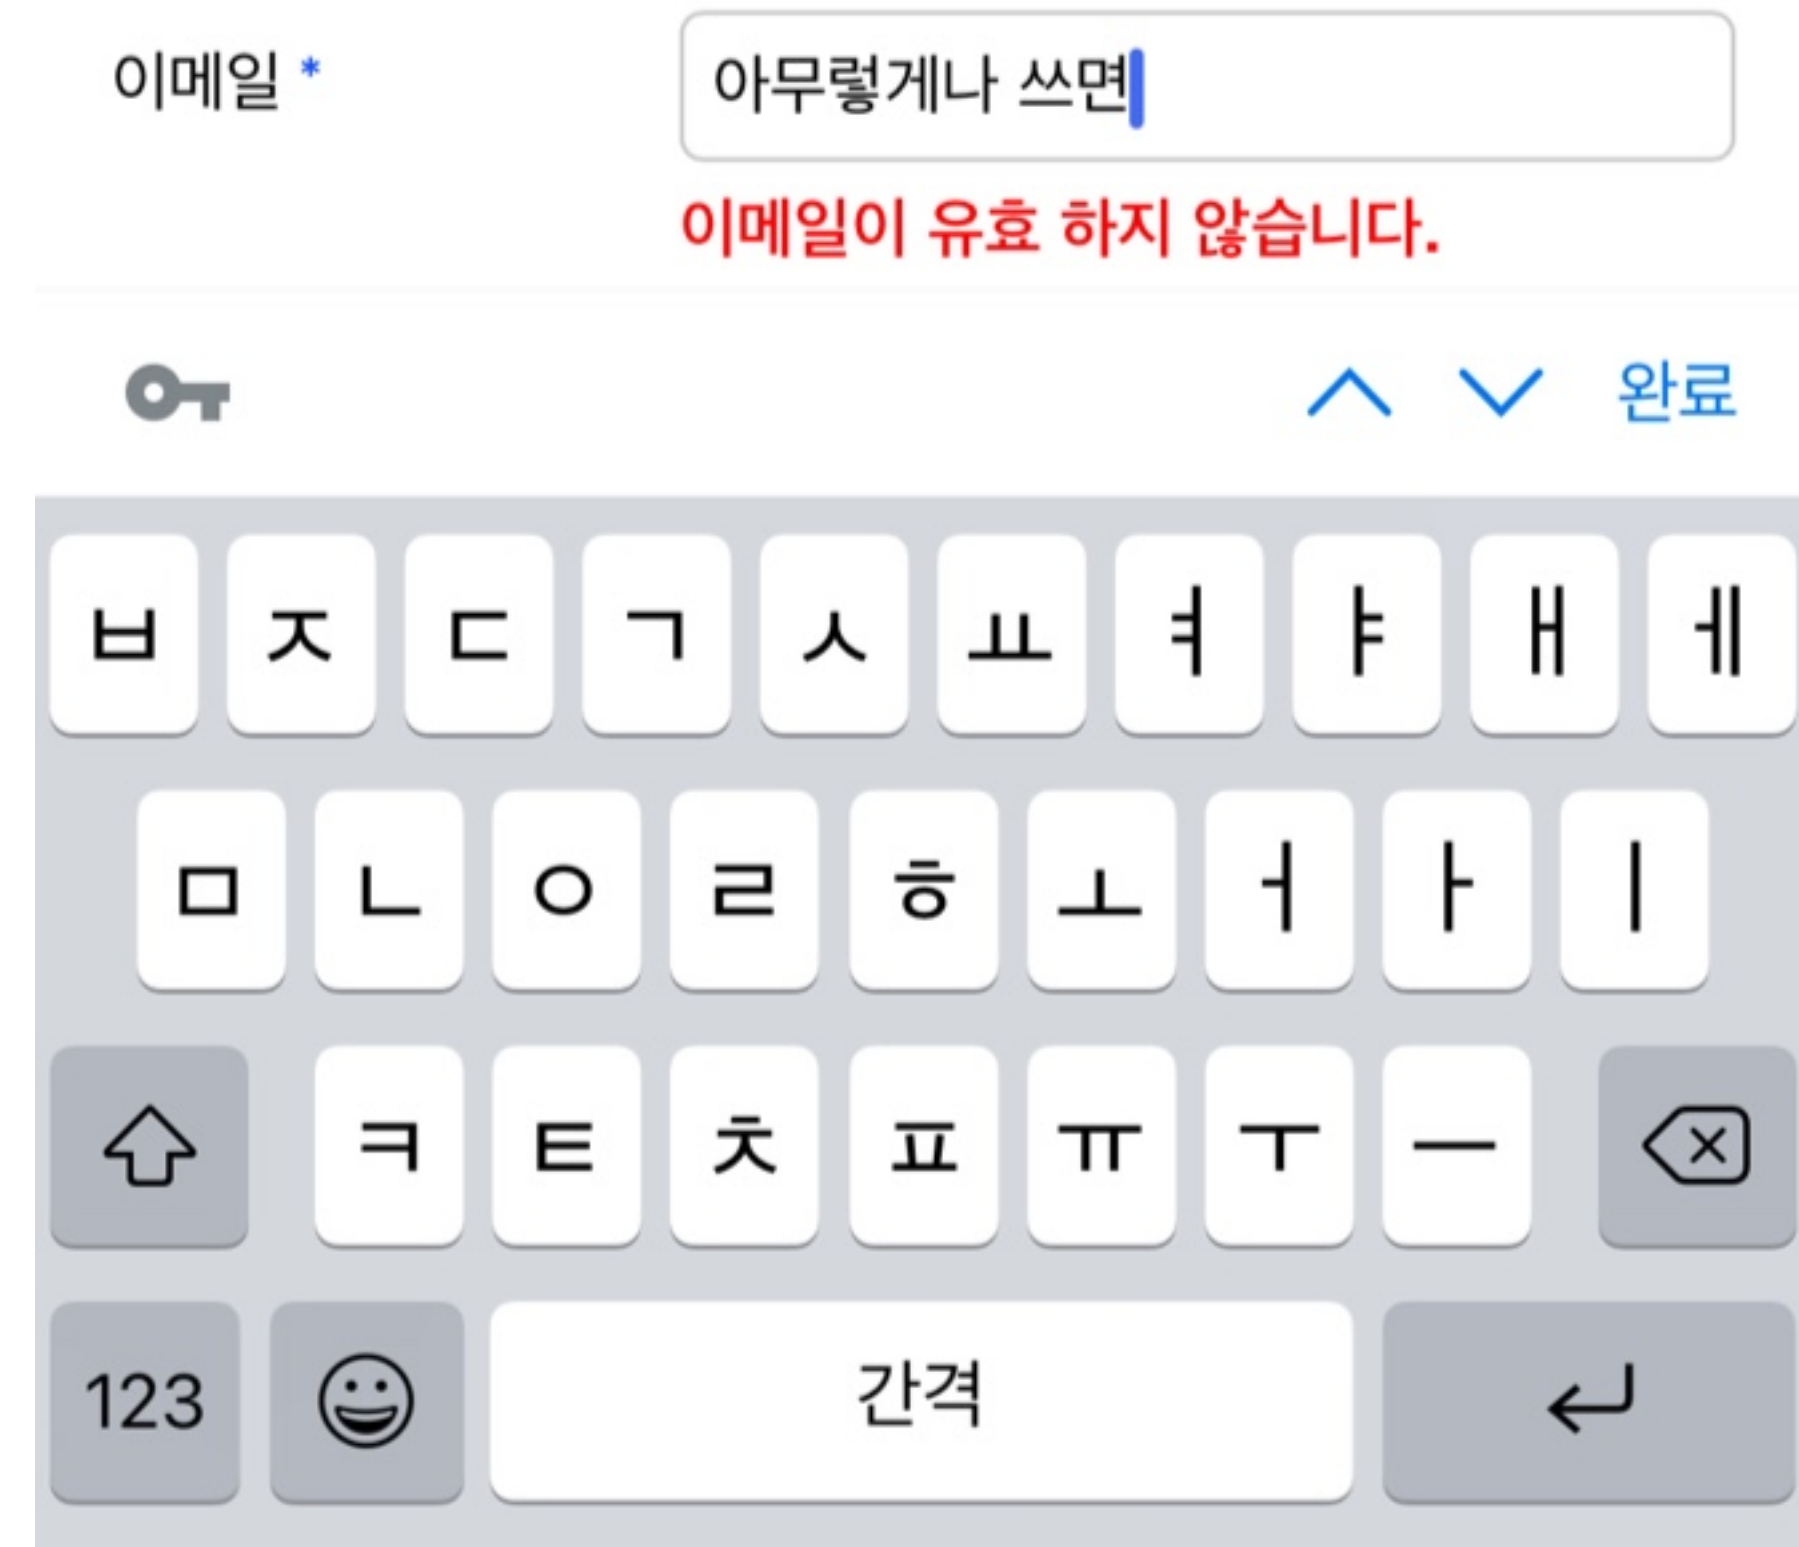 이메일 *
아무렇게나 쓰면
이메일이 유효 하지 않습니다.
완료
ㅂ ㅈ ㄷ ㄱ ㅅ ㅛ ㅕ ㅑ ㅐ ㅔ
ㅁ ㄴ ㅇ ㄹ ㅎ ㅗ ㅓ ㅏ ㅣ
ㅋ ㅌ ㅊ ㅍ ㅠ ㅜ ㅡ
123 간격